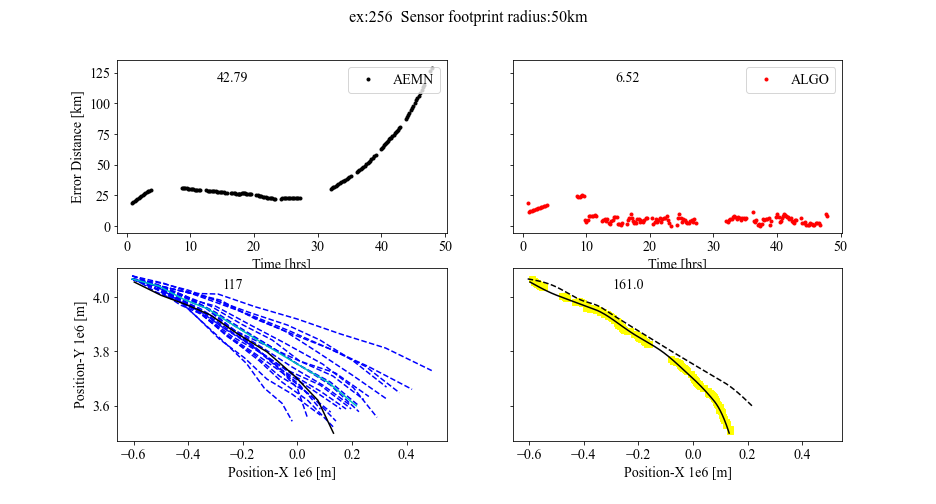 ex:256  Sensor footprint radius:50km
42.79
AEMN
6.52
ALGO
Error Distance [km]
125
100
75
50
25
0
0 10 20 30 40 50
0 10 20 30 40 50
Time [hrs]
Time [hrs]
117
161.0
Position-Y 1e6 [m]
4.0
3.8
3.6
−0.6 −0.4 −0.2 0.0 0.2 0.4
−0.6 −0.4 −0.2 0.0 0.2 0.4
Position-X 1e6 [m]
Position-X 1e6 [m]